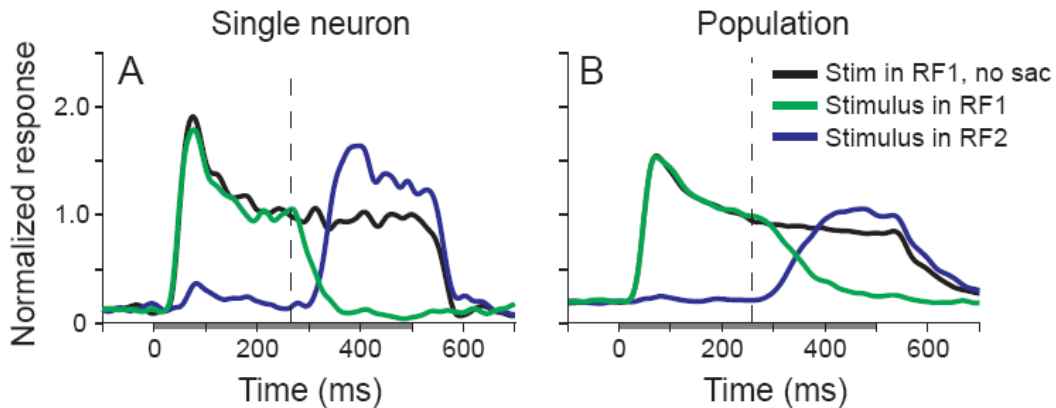 Single neuron
Population
A
B
Stim in RF1, no sac
Stimulus in RF1
Stimulus in RF2
Normalized response
2.0
1.0
0
0 200 400 600
0 200 400 600
Time (ms)
Time (ms)